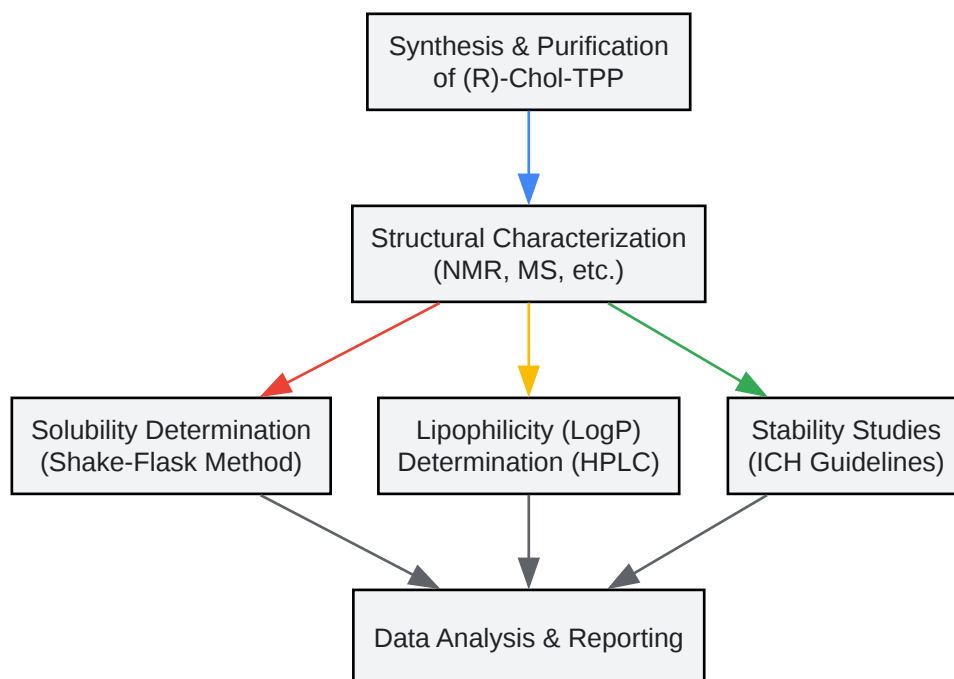 Synthesis & Purification
of (R)-Chol-TPP
Structural Characterization
(NMR, MS, etc.)
Solubility Determination
(Shake-Flask Method)
Lipophilicity (LogP)
Determination (HPLC)
Stability Studies
(ICH Guidelines)
Data Analysis & Reporting